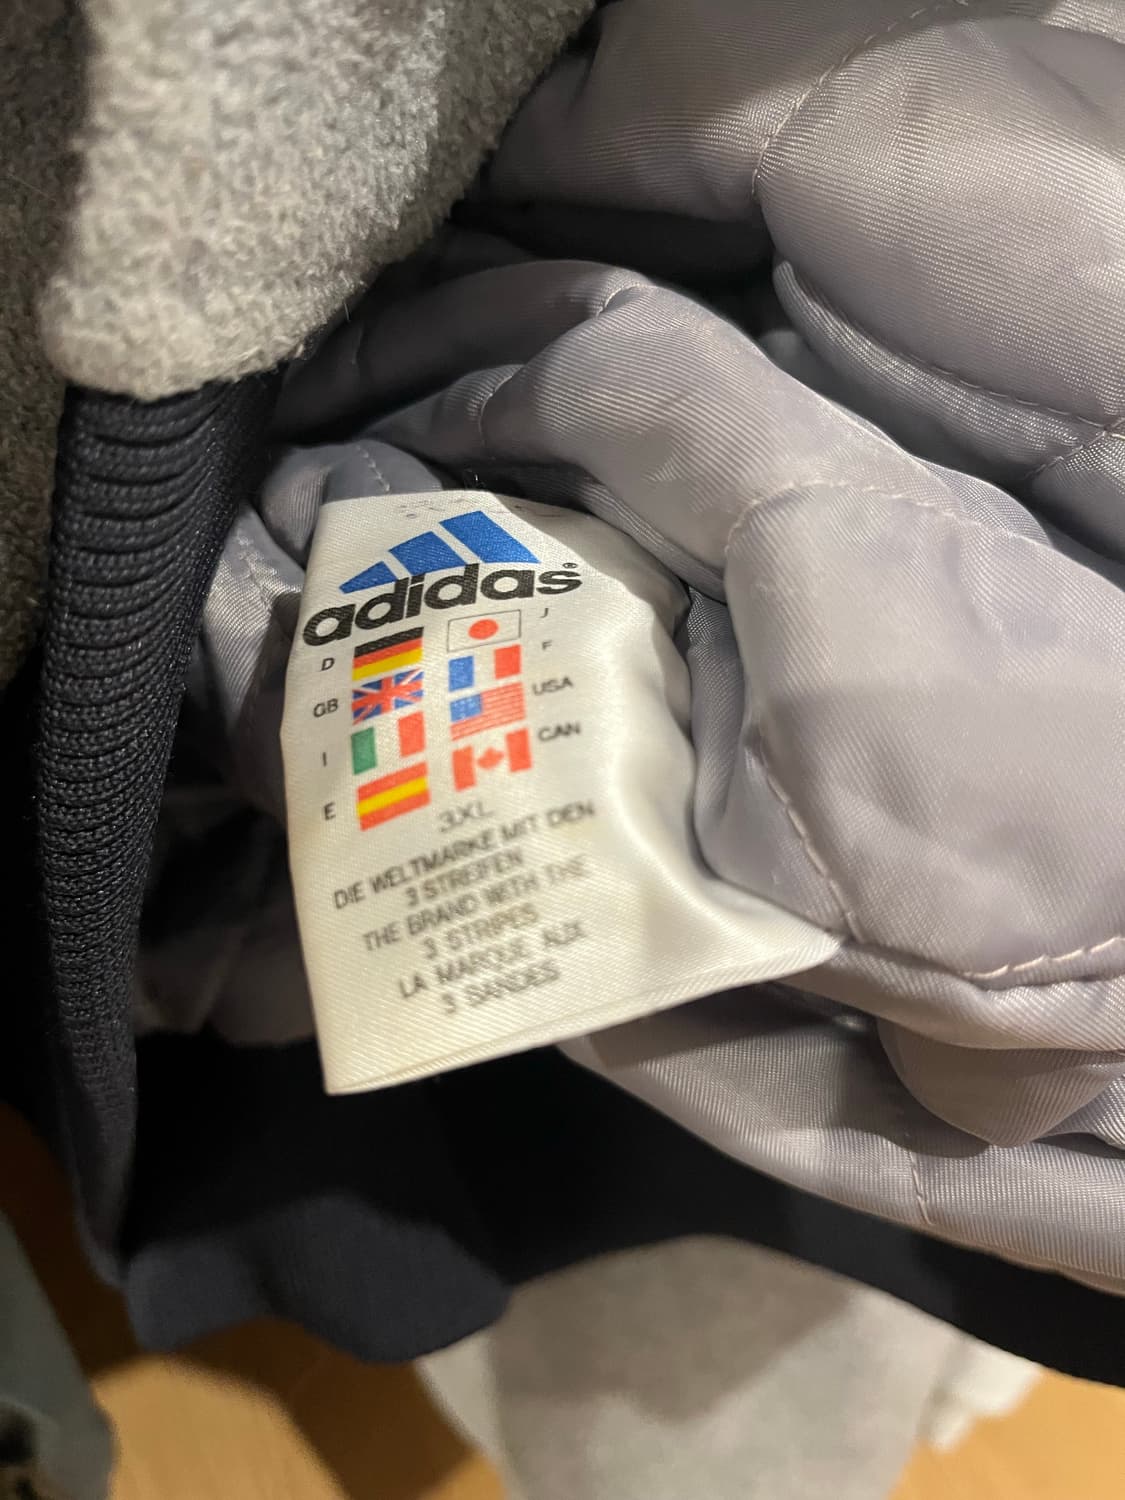 adidas®
D J
GB F
I USA
E CAN
3XL
DIE WELTMARKE MIT DEN
3 STREIFEN
THE BRAND WITH THE
3 STRIPES
LA MARQUE AUX
3 BANDES